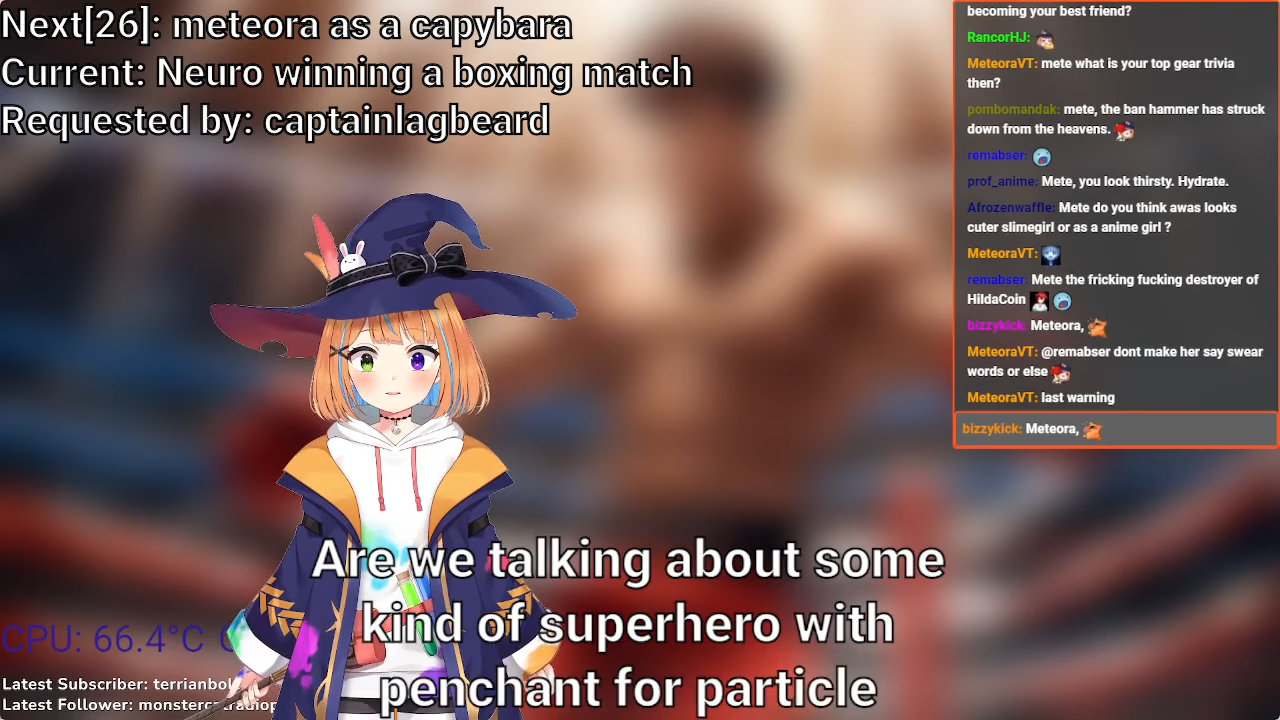 Next[26]: meteora as a capybara
Current: Neuro winning a boxing match
Requested by: captainlagbeard
becoming your best friend?
RancorHJ:
MeteoraVT: mete what is your top gear trivia
then?
pombomandak: mete, the ban hammer has struck
down from the heavens.
remabser:
prof_anime: Mete, you look thirsty. Hydrate.
Afrozenwaffle: Mete do you think awas looks
cuter slimegirl or as a anime girl ?
MeteoraVT:
remabser: Mete the fricking fucking destroyer of
HildaCoin
bizzykick: Meteora,
MeteoraVT: @remabser dont make her say swear
words or else
MeteoraVT: last warning
bizzykick: Meteora,
Are we talking about some
kind of superhero with
penchant for particle
CPU: 66.4°C
Latest Subscriber:
Latest Follower: